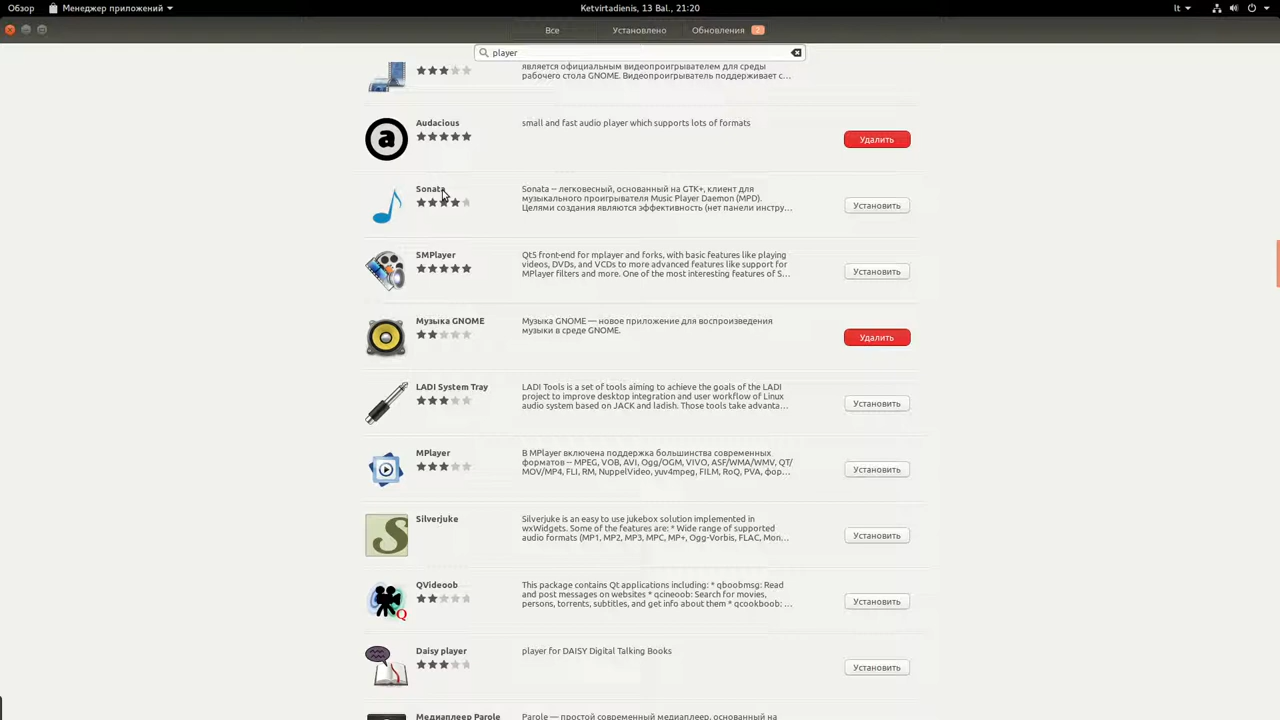 Обзор Менеджер приложений Ketvirtadienis, 13 Bal., 21:20 lt
Все Установлено Обновления 2
player
является официальным видеопроигрывателем для среды
рабочего стола GNOME. Видеопроигрыватель поддерживает с...
Audacious
small and fast audio player which supports lots of formats
Удалить
Sonata
Sonata -- легковесный, основанный на GTK+, клиент для
музыкального проигрывателя Music Player Daemon (MPD).
Целями создания являются эффективность (нет панели инстру...
Установить
SMPlayer
Qt5 front-end for mplayer and forks, with basic features like playing
videos, DVDs, and VCDs to more advanced features like support for
MPlayer filters and more. One of the most interesting features of S...
Установить
Музыка GNOME
Музыка GNOME — новое приложение для воспроизведения
музыки в среде GNOME.
Удалить
LADI System Tray
LADI Tools is a set of tools aiming to achieve the goals of the LADI
project to improve desktop integration and user workflow of Linux
audio system based on JACK and ladish. Those tools take advanta...
Установить
MPlayer
В MPlayer включена поддержка большинства современных
форматов -- MPEG, VOB, AVI, Ogg/OGM, VIVO, ASF/WMA/WMV, QT/
MOV/MP4, FLI, RM, NuppelVideo, yuv4mpeg, FILM, RoQ, PVA, фор...
Установить
Silverjuke
Silverjuke is an easy to use jukebox solution implemented in
wxWidgets. Some of the features are: * Wide range of supported
audio formats (MP1, MP2, MP3, MPC, MP+, Ogg-Vorbis, FLAC, Mon...
Установить
QVideoob
This package contains Qt applications including: * qboobmsg: Read
and post messages on websites * qcineoob: Search for movies,
persons, torrents, subtitles, and get info about them * qcookboob: ...
Установить
Daisy player
player for DAISY Digital Talking Books
Установить
Медиаплеер Parole
Parole — простой современный медиаплеер, основанный на